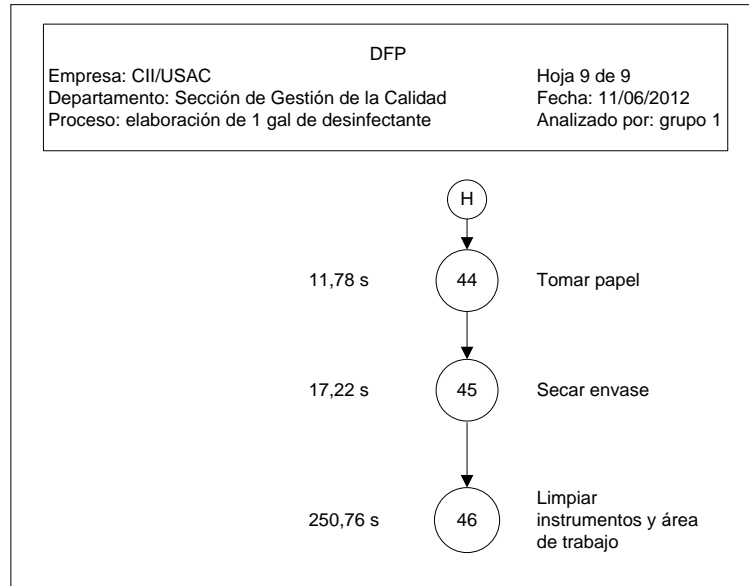 DFP
Empresa: CII/USAC
Hoja 9 de 9
Departamento: Sección de Gestión de la Calidad
Fecha: 11/06/2012
Proceso: elaboración de 1 gal de desinfectante
Analizado por: grupo 1
H
11,78 s
44
Tomar papel
17,22 s
45
Secar envase
250,76 s
46
Limpiar
instrumentos y área
de trabajo